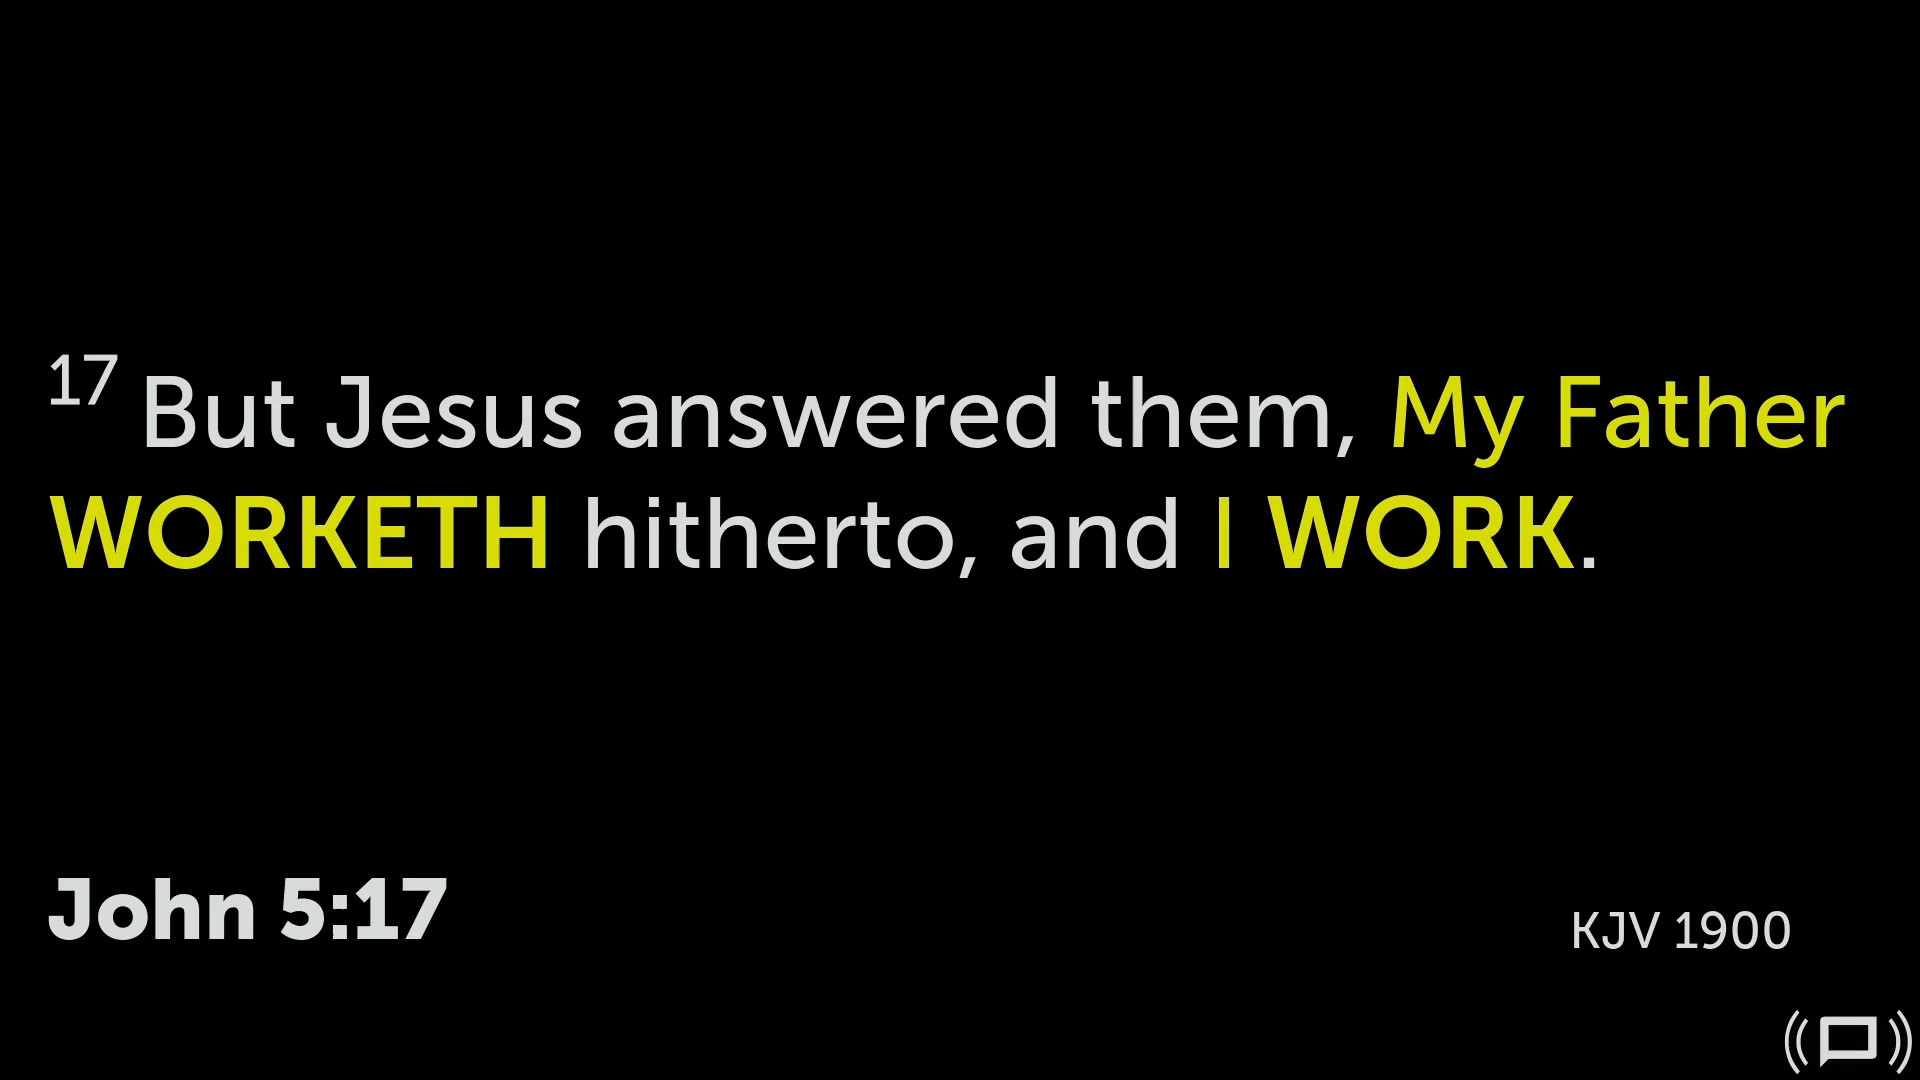 17 But Jesus answered them, My Father
WORKETH hitherto, and I WORK.
John 5:17
KJV 1900